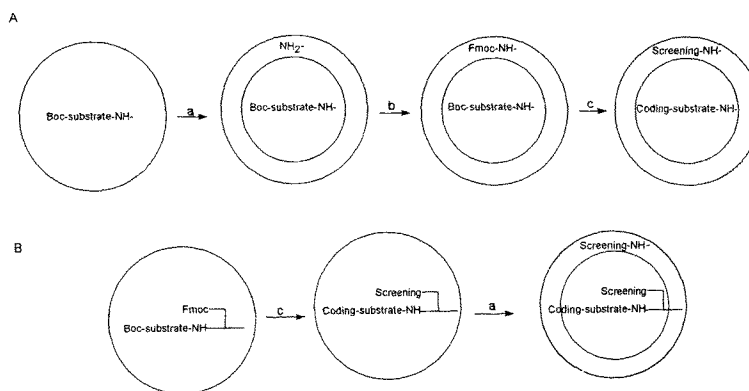 A
NH2-
Fmoc-NH-
Screening-NH-
Boc-substrate-NH-
a
Boc-substrate-NH-
b
Boc-substrate-NH-
c
Coding-substrate-NH-
B
Screening-NH-
Fmoc
Screening
Screening
Boc-substrate-NH
c
Coding-substrate-NH
a
Coding-substrate-NH